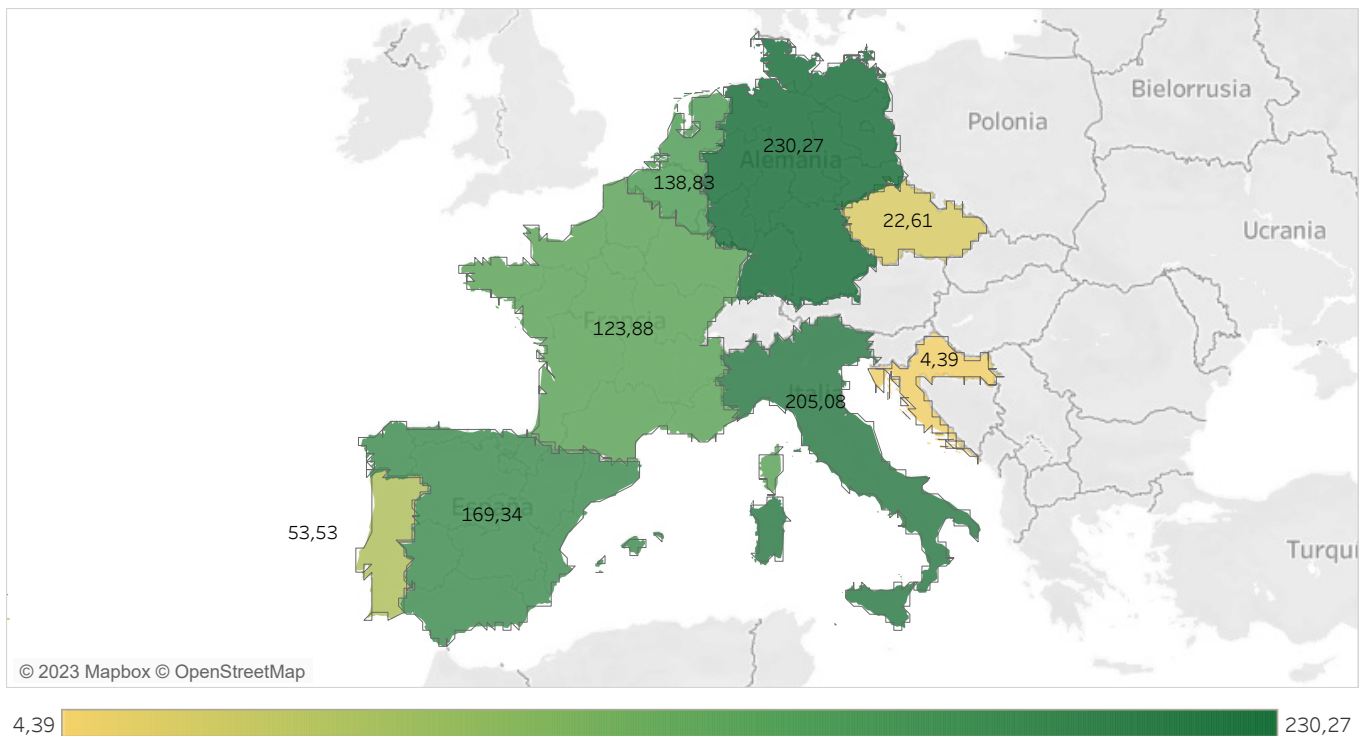 Bielorrusia
Polonia
230,27
Alemania
138,83
22,61
Ucrania
Francia
123,88
4,39
Italia
205,08
España
169,34
53,53
Turqu
© 2023 Mapbox © OpenStreetMap
4,39
230,27